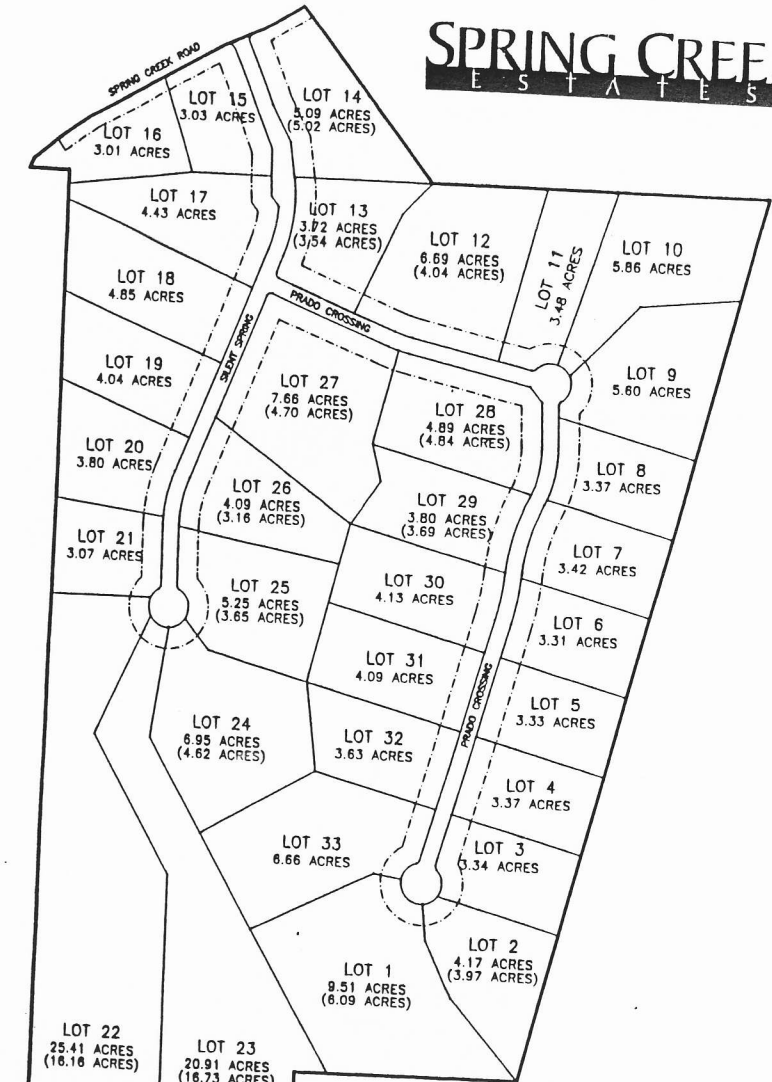 SPRING CREE
ESTATES
SPRING CREEK ROAD
LOT 16
3.01 ACRES
LOT 15
3.03 ACRES
LOT 14
5.09 ACRES
(5.02 ACRES)
LOT 17
4.43 ACRES
LOT 13
3.72 ACRES
(3.54 ACRES)
LOT 12
6.69 ACRES
(4.04 ACRES)
LOT 11
3.48 ACRES
LOT 10
5.86 ACRES
LOT 18
4.85 ACRES
PRADO CROSSING
SILENT SPRING
LOT 19
4.04 ACRES
LOT 27
7.66 ACRES
(4.70 ACRES)
LOT 28
4.89 ACRES
(4.84 ACRES)
LOT 9
5.60 ACRES
LOT 20
3.80 ACRES
LOT 26
4.09 ACRES
(3.16 ACRES)
LOT 29
3.80 ACRES
(3.69 ACRES)
LOT 8
3.37 ACRES
LOT 21
3.07 ACRES
LOT 25
5.25 ACRES
(3.65 ACRES)
LOT 30
4.13 ACRES
LOT 7
3.42 ACRES
LOT 6
3.31 ACRES
LOT 31
4.09 ACRES
PRADO CROSSING
LOT 5
3.33 ACRES
LOT 24
6.95 ACRES
(4.62 ACRES)
LOT 32
3.63 ACRES
LOT 4
3.37 ACRES
LOT 33
6.66 ACRES
LOT 3
3.34 ACRES
LOT 2
4.17 ACRES
(3.97 ACRES)
LOT 1
9.51 ACRES
(6.09 ACRES)
LOT 22
25.41 ACRES
(16.16 ACRES)
LOT 23
20.91 ACRES
(16.73 ACRES)